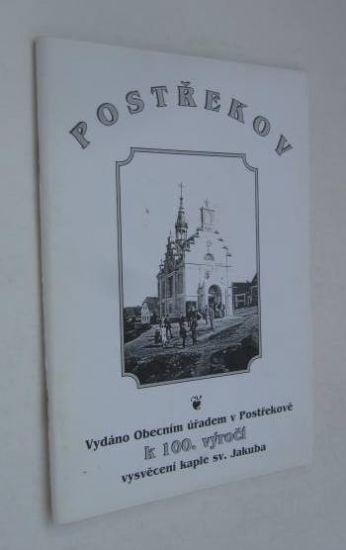 POSTŘEKOV
Vydáno Obecním úřadem v Postřekově
k 100. výročí
vysvěcení kaple sv. Jakuba